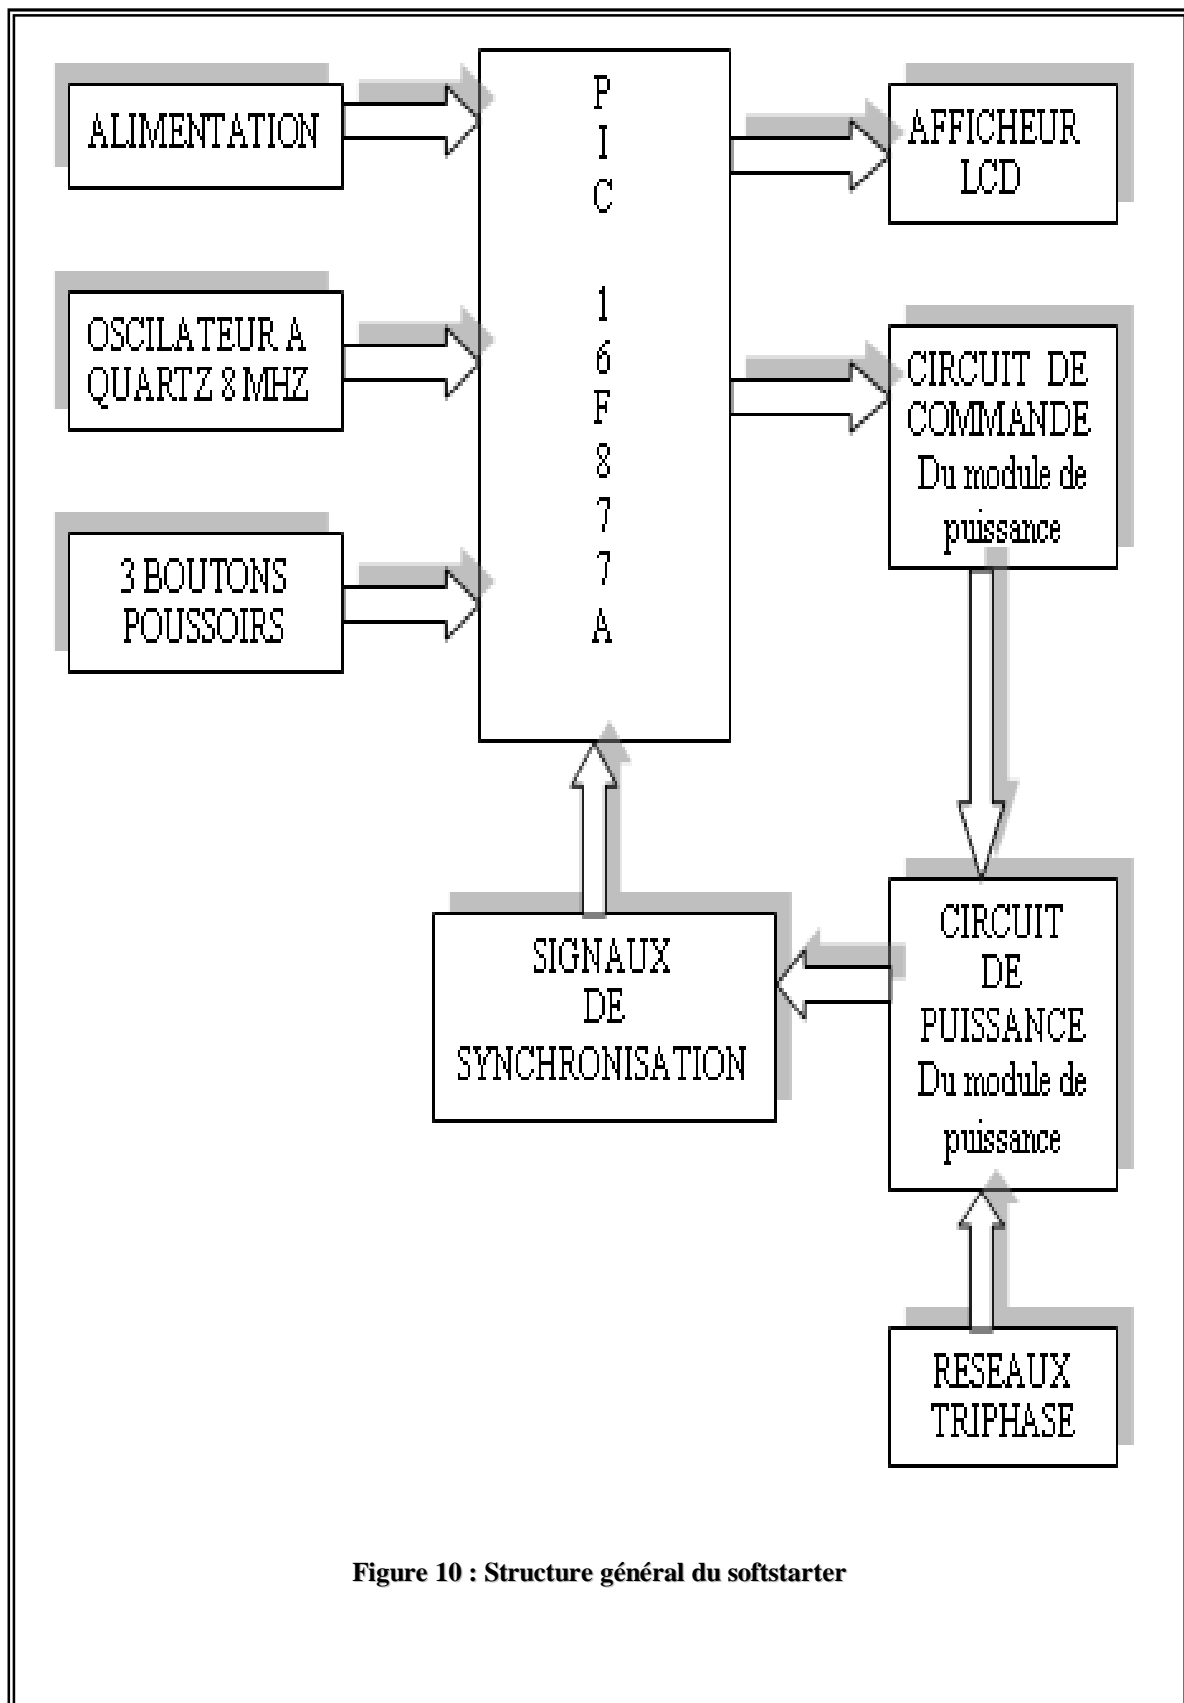 ALIMENTATION
OSCILATEUR A
QUARTZ 8 MHZ
3 BOUTONS
POUSSOIRS
P
I
C
1
6
F
8
7
7
A
AFFICHEUR
LCD
CIRCUIT DE
COMMANDE
Du module de
puissance
SIGNAUX
DE
SYNCHRONISATION
CIRCUIT
DE
PUISSANCE
Du module de
puissance
RESEAUX
TRIPHASE
Figure 10 : Structure général du softstarter